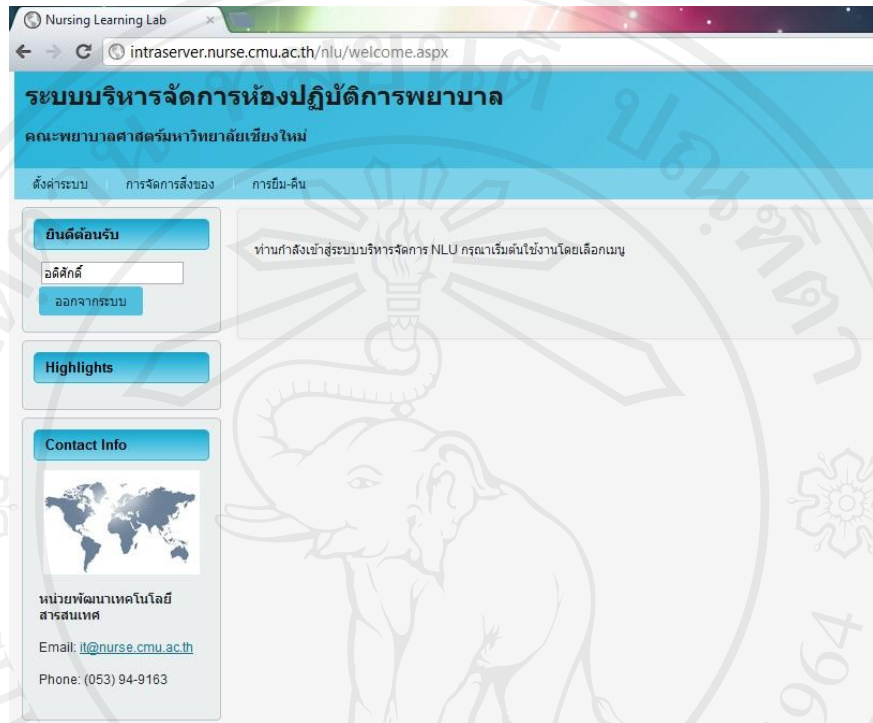 Nursing Learning Lab
intraserver.nurse.cmu.ac.th/nlu/welcome.aspx
ระบบบริหารจัดการห้องปฏิบัติการพยาบาล
คณะพยาบาลศาสตร์มหาวิทยาลัยเชียงใหม่
ตั้งค่าระบบ การจัดการสิ่งของ การยืม-คืน
ยินดีต้อนรับ
อดิศักดิ์
ออกจากระบบ
ท่านกำลังเข้าสู่ระบบบริหารจัดการ NLU กรุณาเริ่มต้นใช้งานโดยเลือกเมนู
Highlights
Contact Info
หน่วยพัฒนาเทคโนโลยี
สารสนเทศ
Email: it@nurse.cmu.ac.th
Phone: (053) 94-9163